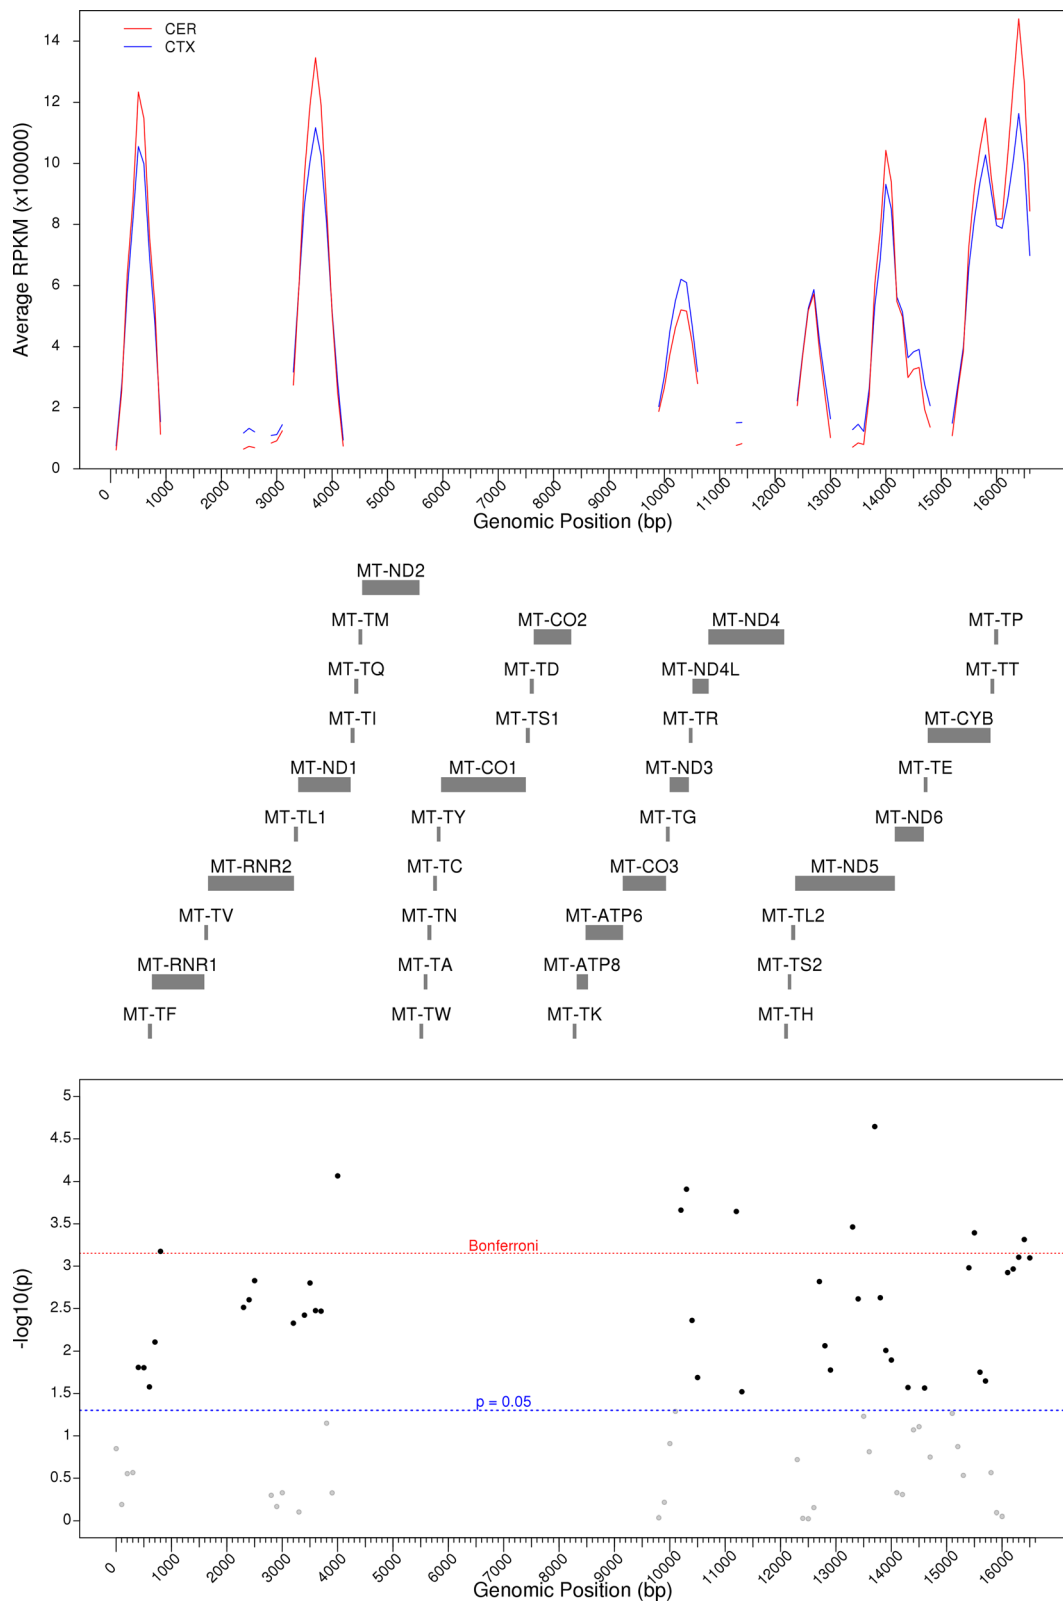 CER
CTX
Average RPKM (x100000)
14
12
10
8
6
4
2
0
0 1000 2000 3000 4000 5000 6000 7000 8000 9000 10000 11000 12000 13000 14000 15000 16000
Genomic Position (bp)
MT-ND2
MT-TM MT-CO2 MT-ND4 MT-TP
MT-TQ MT-TD MT-ND4L MT-TT
MT-TI MT-TS1 MT-TR MT-CYB
MT-ND1 MT-CO1 MT-ND3 MT-TE
MT-TL1 MT-TY MT-TG MT-ND6
MT-RNR2 MT-TC MT-CO3 MT-ND5
MT-TV MT-TN MT-ATP6 MT-TL2
MT-RNR1 MT-TA MT-ATP8 MT-TS2
MT-TF MT-TW MT-TK MT-TH
-log10(p)
5
4.5
4
3.5
Bonferroni
3
2.5
2
1.5
p = 0.05
1
0.5
0
0 1000 2000 3000 4000 5000 6000 7000 8000 9000 10000 11000 12000 13000 14000 15000 16000
Genomic Position (bp)